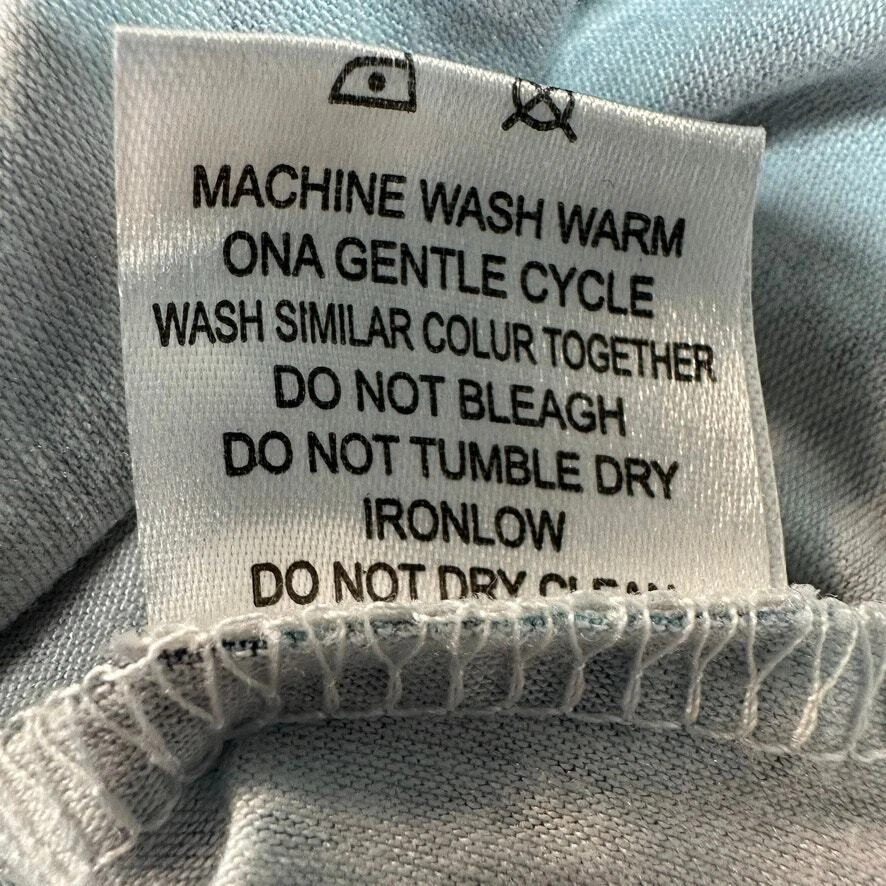 MACHINE WASH WARM
ONA GENTLE CYCLE
WASH SIMILAR COLUR TOGETHER
DO NOT BLEAGH
DO NOT TUMBLE DRY
IRONLOW
DO NOT DRY CLEAN